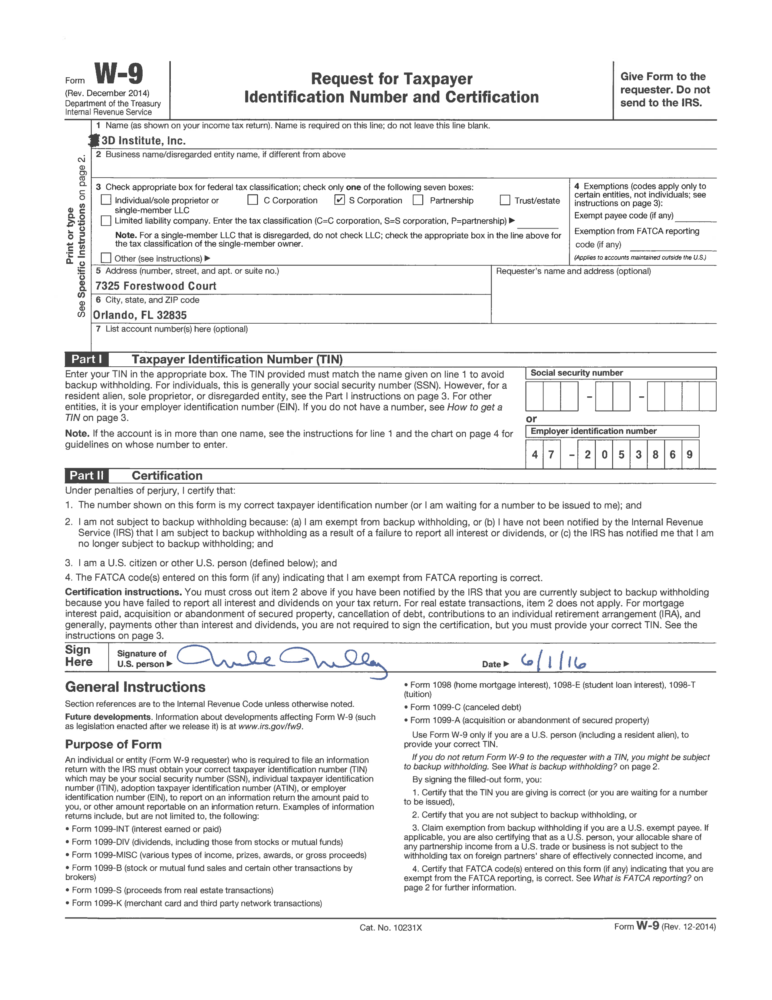 Form W-9
(Rev. December 2014)
Department of the Treasury
Internal Revenue Service
Request for Taxpayer
Identification Number and Certification
Give Form to the
requester. Do not
send to the IRS.
Print or type
See Specific Instructions on page 2.
1 Name (as shown on your income tax return). Name is required on this line; do not leave this line blank.
3D Institute, Inc.
2 Business name/disregarded entity name, if different from above
3 Check appropriate box for federal tax classification; check only one of the following seven boxes:
Individual/sole proprietor or C Corporation ✔ S Corporation Partnership Trust/estate
single-member LLC
Limited liability company. Enter the tax classification (C=C corporation, S=S corporation, P=partnership) ▶
Note. For a single-member LLC that is disregarded, do not check LLC; check the appropriate box in the line above for
the tax classification of the single-member owner.
Other (see instructions) ▶
4 Exemptions (codes apply only to
certain entities, not individuals; see
instructions on page 3):
Exempt payee code (if any)
Exemption from FATCA reporting
code (if any)
(Applies to accounts maintained outside the U.S.)
5 Address (number, street, and apt. or suite no.)
7325 Forestwood Court
Requester's name and address (optional)
6 City, state, and ZIP code
Orlando, FL 32835
7 List account number(s) here (optional)
Part I Taxpayer Identification Number (TIN)
Enter your TIN in the appropriate box. The TIN provided must match the name given on line 1 to avoid
backup withholding. For individuals, this is generally your social security number (SSN). However, for a
resident alien, sole proprietor, or disregarded entity, see the Part I instructions on page 3. For other
entities, it is your employer identification number (EIN). If you do not have a number, see How to get a
TIN on page 3.
Note. If the account is in more than one name, see the instructions for line 1 and the chart on page 4 for
guidelines on whose number to enter.
Social security number
– –
or
Employer identification number
4 7 – 2 0 5 3 8 6 9
Part II Certification
Under penalties of perjury, I certify that:
1. The number shown on this form is my correct taxpayer identification number (or I am waiting for a number to be issued to me); and
2. I am not subject to backup withholding because: (a) I am exempt from backup withholding, or (b) I have not been notified by the Internal Revenue
Service (IRS) that I am subject to backup withholding as a result of a failure to report all interest or dividends, or (c) the IRS has notified me that I am
no longer subject to backup withholding; and
3. I am a U.S. citizen or other U.S. person (defined below); and
4. The FATCA code(s) entered on this form (if any) indicating that I am exempt from FATCA reporting is correct.
Certification instructions. You must cross out item 2 above if you have been notified by the IRS that you are currently subject to backup withholding
because you have failed to report all interest and dividends on your tax return. For real estate transactions, item 2 does not apply. For mortgage
interest paid, acquisition or abandonment of secured property, cancellation of debt, contributions to an individual retirement arrangement (IRA), and
generally, payments other than interest and dividends, you are not required to sign the certification, but you must provide your correct TIN. See the
instructions on page 3.
Sign
Here
Signature of
U.S. person ▶
Date ▶ 6/1/16
General Instructions
Section references are to the Internal Revenue Code unless otherwise noted.
Future developments. Information about developments affecting Form W-9 (such
as legislation enacted after we release it) is at www.irs.gov/fw9.
Purpose of Form
An individual or entity (Form W-9 requester) who is required to file an information
return with the IRS must obtain your correct taxpayer identification number (TIN)
which may be your social security number (SSN), individual taxpayer identification
number (ITIN), adoption taxpayer identification number (ATIN), or employer
identification number (EIN), to report on an information return the amount paid to
you, or other amount reportable on an information return. Examples of information
returns include, but are not limited to, the following:
• Form 1099-INT (interest earned or paid)
• Form 1099-DIV (dividends, including those from stocks or mutual funds)
• Form 1099-MISC (various types of income, prizes, awards, or gross proceeds)
• Form 1099-B (stock or mutual fund sales and certain other transactions by
brokers)
• Form 1099-S (proceeds from real estate transactions)
• Form 1099-K (merchant card and third party network transactions)
• Form 1098 (home mortgage interest), 1098-E (student loan interest), 1098-T
(tuition)
• Form 1099-C (canceled debt)
• Form 1099-A (acquisition or abandonment of secured property)
Use Form W-9 only if you are a U.S. person (including a resident alien), to
provide your correct TIN.
If you do not return Form W-9 to the requester with a TIN, you might be subject
to backup withholding. See What is backup withholding? on page 2.
By signing the filled-out form, you:
1. Certify that the TIN you are giving is correct (or you are waiting for a number
to be issued),
2. Certify that you are not subject to backup withholding, or
3. Claim exemption from backup withholding if you are a U.S. exempt payee. If
applicable, you are also certifying that as a U.S. person, your allocable share of
any partnership income from a U.S. trade or business is not subject to the
withholding tax on foreign partners' share of effectively connected income, and
4. Certify that FATCA code(s) entered on this form (if any) indicating that you are
exempt from the FATCA reporting, is correct. See What is FATCA reporting? on
page 2 for further information.
Cat. No. 10231X
Form W-9 (Rev. 12-2014)